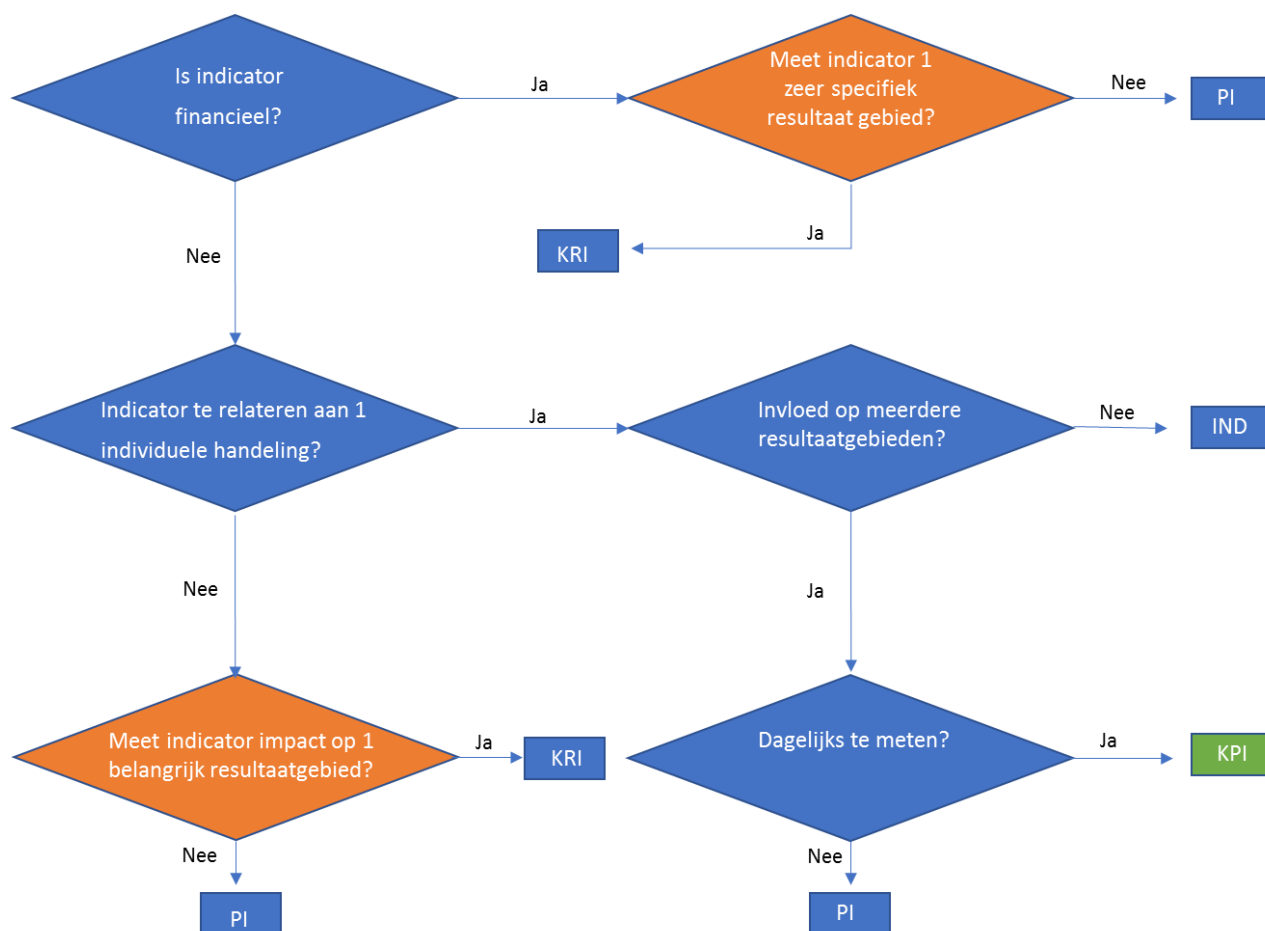 Is indicator
financieel?
Ja
Meet indicator 1
zeer specifiek
resultaat gebied?
Nee
PI
Ja
KRI
Nee
Indicator te relateren aan 1
individuele handeling?
Ja
Invloed op meerdere
resultaatgebieden?
Nee
IND
Nee
Ja
Meet indicator impact op 1
belangrijk resultaatgebied?
Ja
KRI
Dagelijks te meten?
Ja
KPI
Nee
PI
Nee
PI